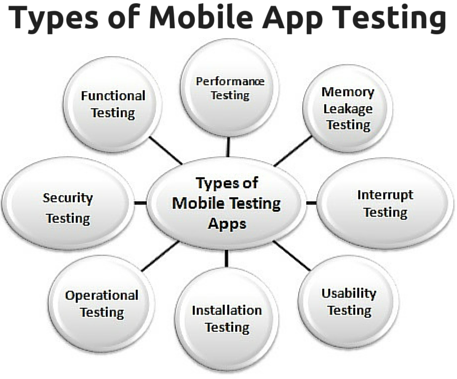 Types of Mobile App Testing
Performance
Testing
Functional
Testing
Memory
Leakage
Testing
Security
Testing
Types of
Mobile Testing
Apps
Interrupt
Testing
Operational
Testing
Installation
Testing
Usability
Testing